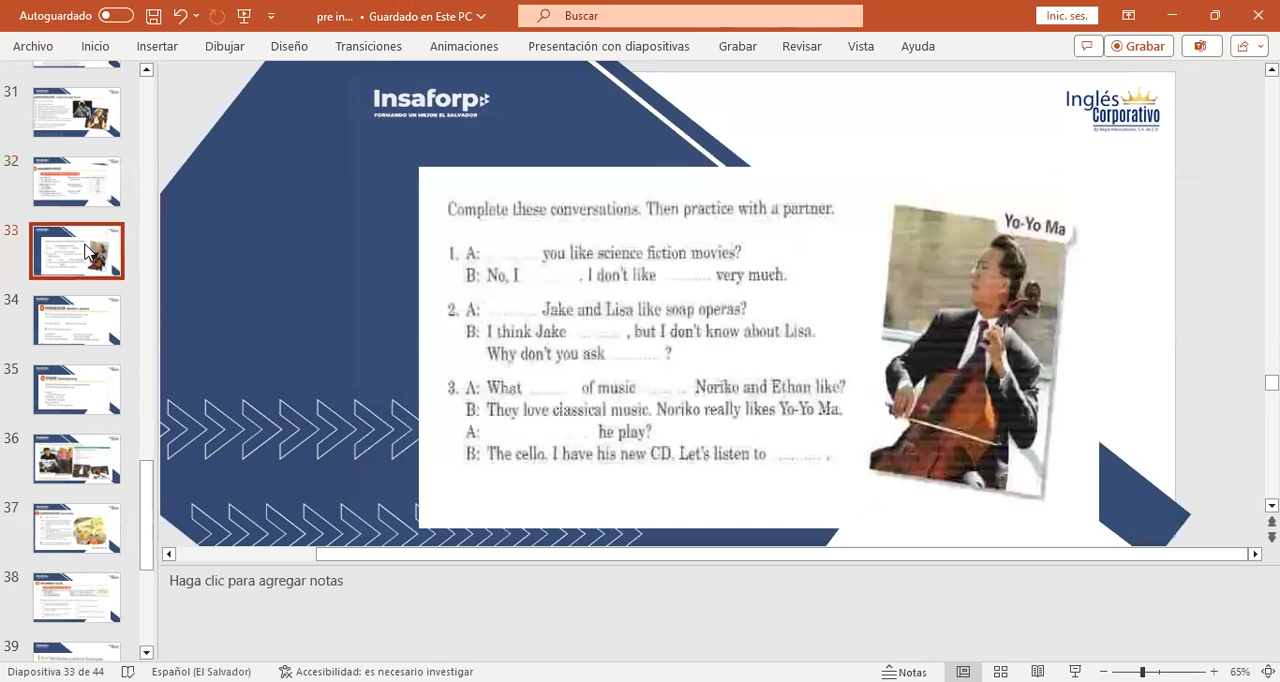 Autoguardado
pre in... • Guardado en Este PC
Buscar
Inic. ses.
Archivo Inicio Insertar Dibujar Diseño Transiciones Animaciones Presentación con diapositivas Grabar Revisar Vista Ayuda
Grabar
31
32
33
34
35
36
37
38
39
Insaforp
FORMANDO UN MEJOR EL SALVADOR
Inglés
Corporativo
Complete these conversations. Then practice with a partner.
1. A: you like science fiction movies?
B: No, I . I don't like very much.
2. A: Jake and Lisa like soap operas?
B: I think Jake , but I don't know about Lisa.
Why don't you ask ?
3. A: What of music Noriko and Ethan like?
B: They love classical music. Noriko really likes Yo-Yo Ma.
A: he play?
B: The cello. I have his new CD. Let's listen to
Yo-Yo Ma
Haga clic para agregar notas
Diapositiva 33 de 44 Español (El Salvador) Accesibilidad: es necesario investigar Notas 65%